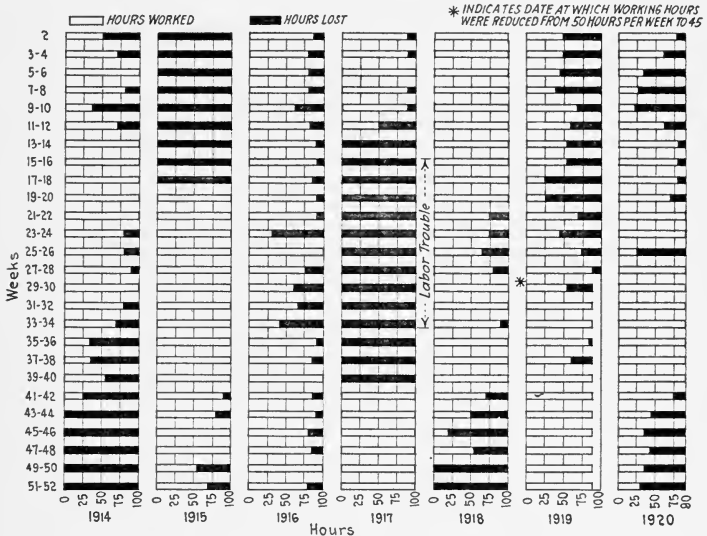 HOURS WORKED
HOURS LOST
* INDICATES DATE AT WHICH WORKING HOURS
WERE REDUCED FROM 50 HOURS PER WEEK TO 45
2
3-4
5-6
7-8
9-10
11-12
13-14
15-16
17-18
19-20
21-22
23-24
25-26
27-28
29-30
31-32
33-34
35-36
37-38
39-40
41-42
43-44
45-46
47-48
49-50
51-52
Weeks
Labor Trouble
*
0 25 50 75 100
0 25 50 75 100
0 25 50 75 100
0 25 50 75 100
0 25 50 75 100
0 25 50 75 100
0 25 50 75 90
1914 1915 1916 1917 1918 1919 1920
Hours